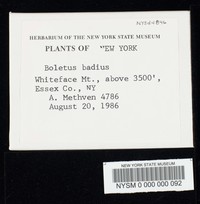 HERBARIUM OF THE NEW YORK STATE MUSEUM
PLANTS OF NEW YORK
Boletus badius
Whiteface Mt., above 3500',
Essex Co., NY
A. Methven 4786
August 20, 1986
NEW YORK STATE MUSEUM
NYSM 0 000 000 092